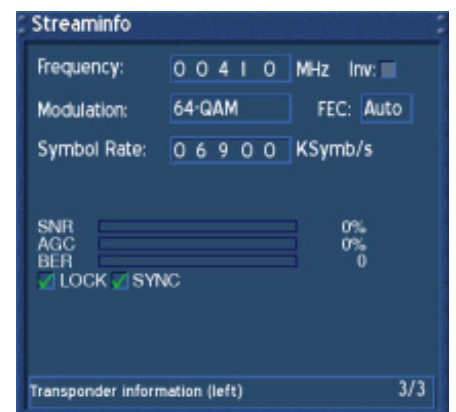 Streaminfo
Frequency: 0 0 4 1 0 MHz Inv:
Modulation: 64-QAM FEC: Auto
Symbol Rate: 0 6 9 0 0 KSymb/s
SNR 0%
AGC 0%
BER 0
LOCK SYNC
Transponder information (left) 3/3